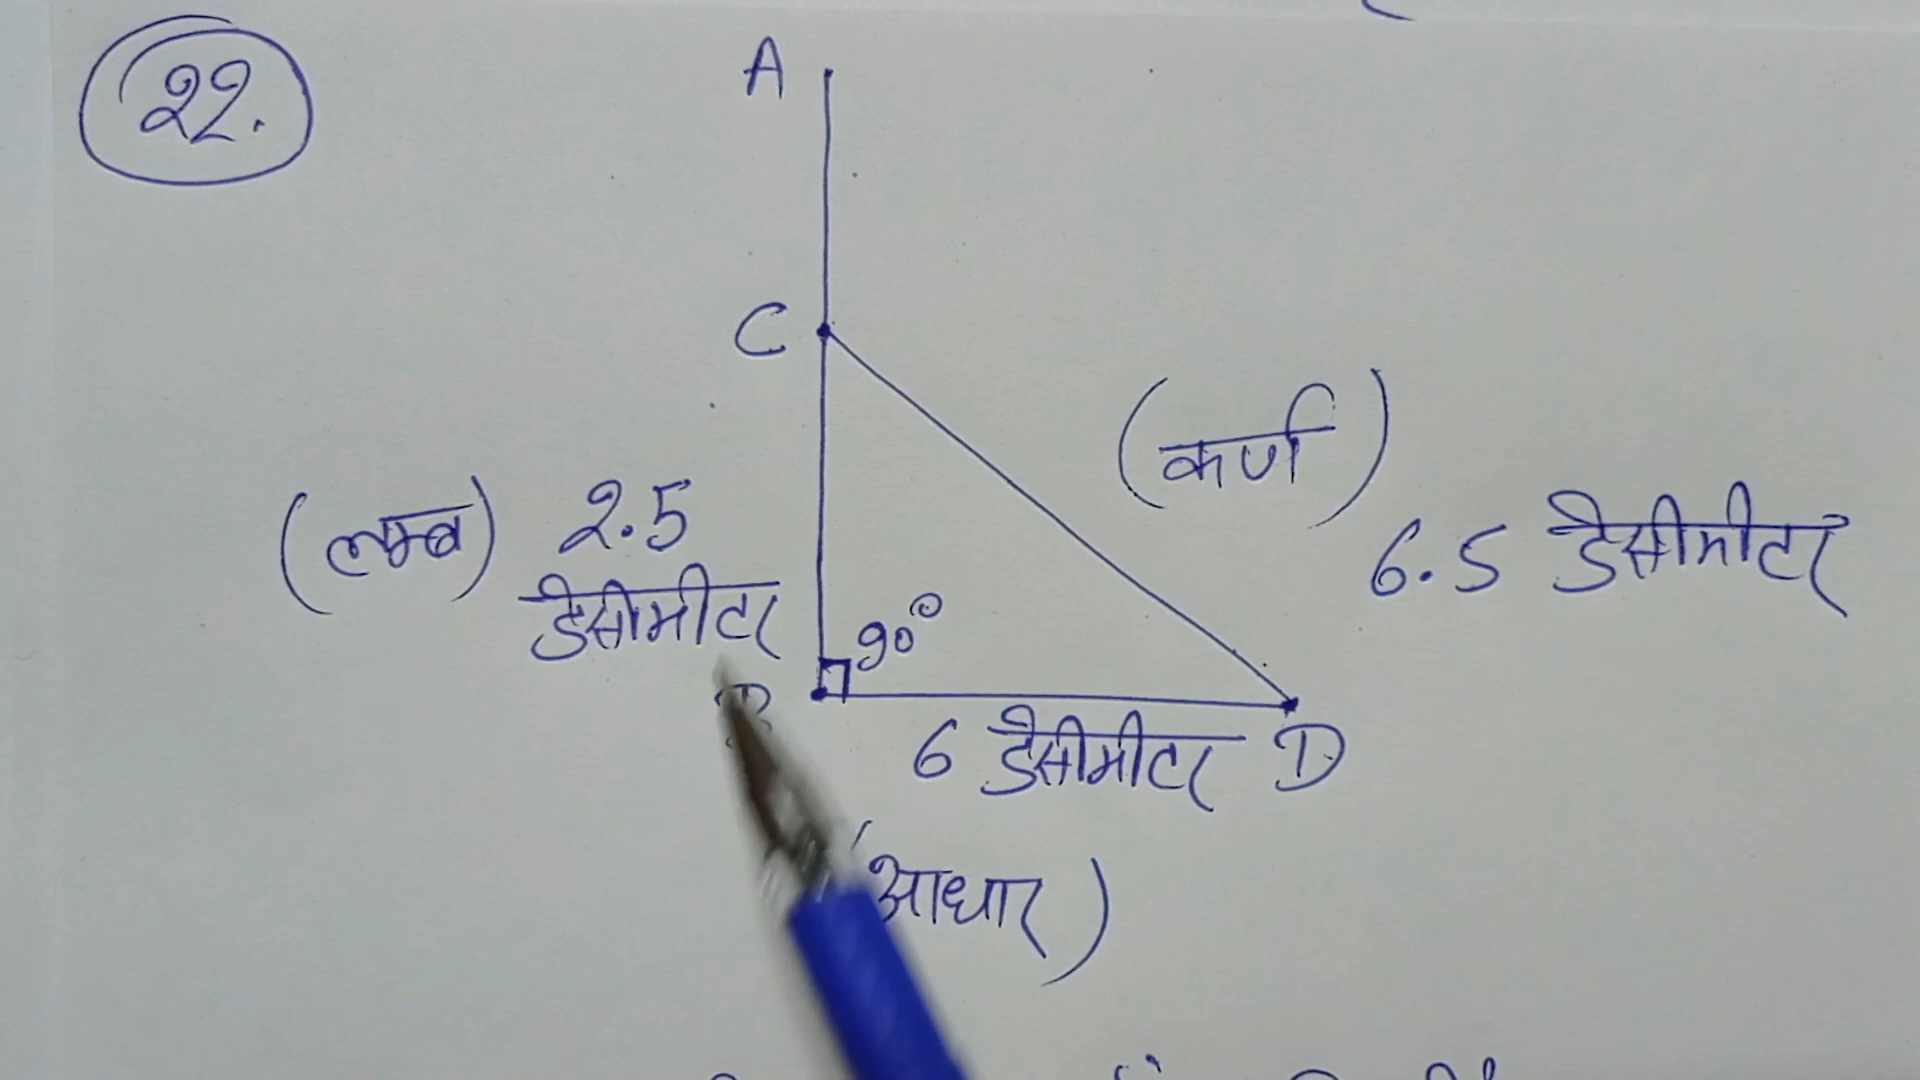 22.
A
C
(कर्ण)
(लम्ब) 2.5
6.5 डेसीमीटर
डेसीमीटर
90°
6 डेसीमीटर D
(आधार)